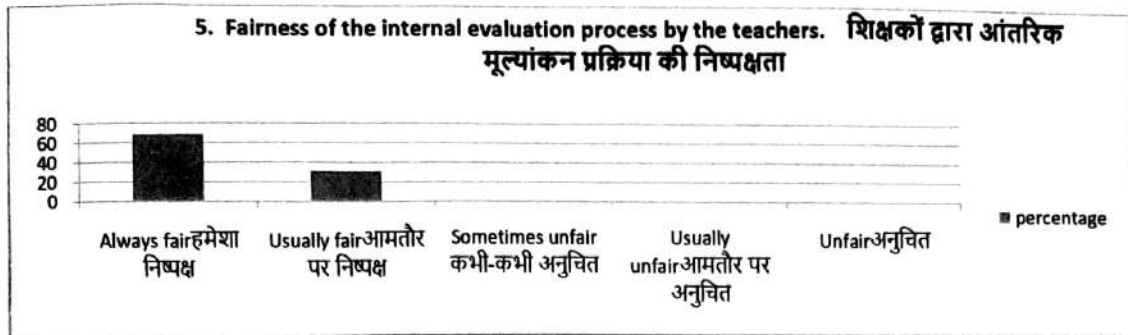 5. Fairness of the internal evaluation process by the teachers. शिक्षकों द्वारा आंतरिक
मूल्यांकन प्रक्रिया की निष्पक्षता
80
60
40
20
0
Always fairहमेशा
निष्पक्ष
Usually fairआमतौर
पर निष्पक्ष
Sometimes unfair
कभी-कभी अनुचित
Usually
unfairआमतौर पर
अनुचित
Unfairअनुचित
percentage